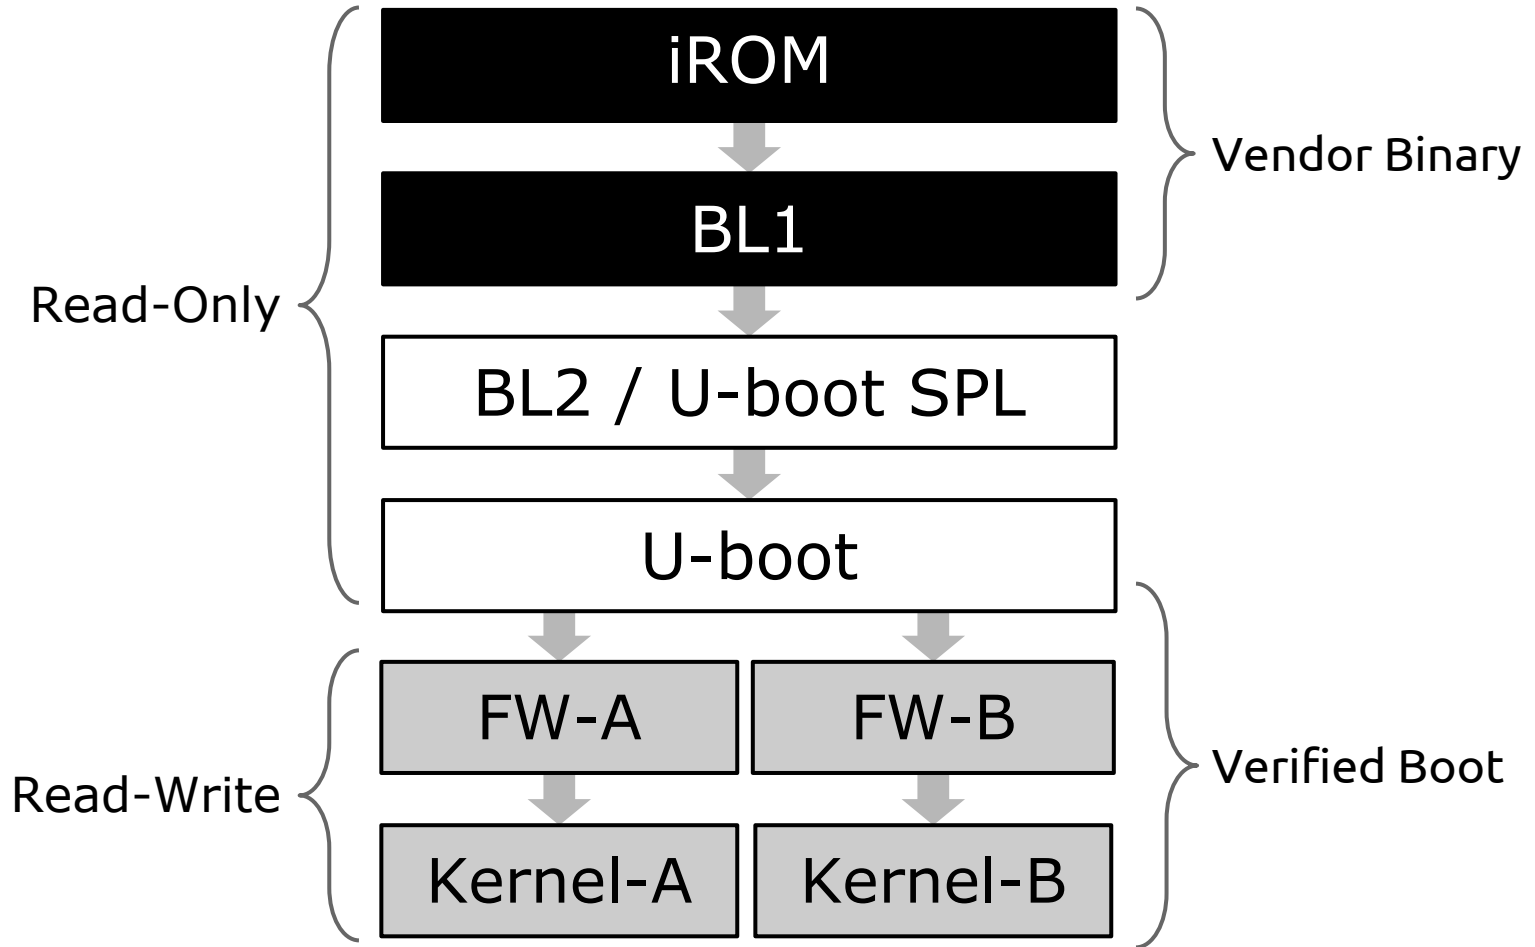 iROM
Vendor Binary
BL1
Read-Only
BL2 / U-boot SPL
U-boot
FW-A
FW-B
Verified Boot
Read-Write
Kernel-A
Kernel-B